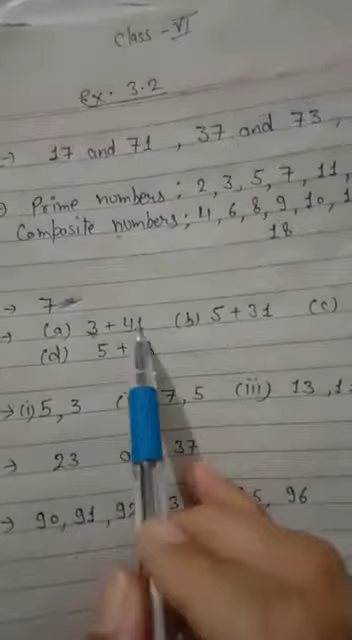 Class - VI
Ex. 3.2
→ 17 and 71 , 37 and 73 ,
→ Prime numbers : 2, 3, 5, 7, 11,
Composite numbers : 4, 6, 8, 9, 10,
18
→ 7
→ (a) 3 + 41 (b) 5 + 31 (c)
(d) 5 +
→ (i) 5, 3 7, 5 (iii) 13 ,
→ 23 37
→ 90, 91, 92 96